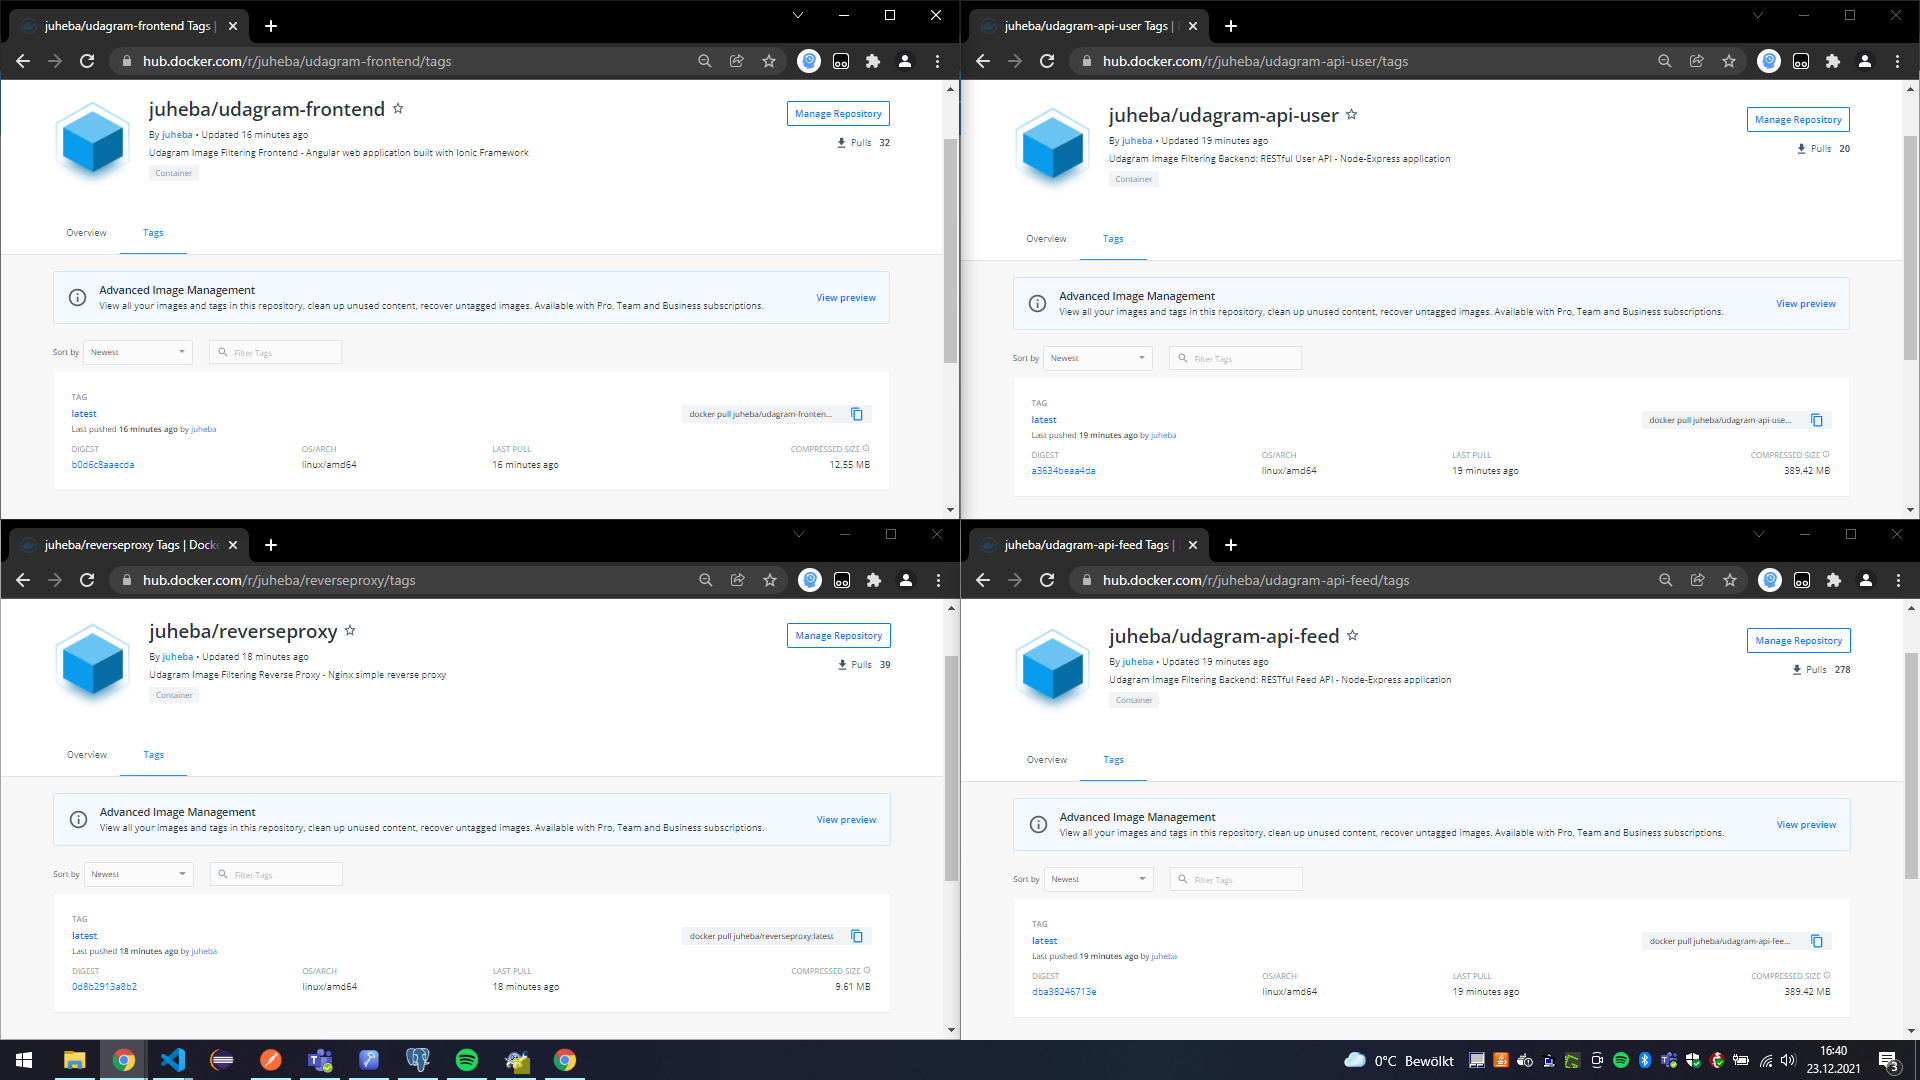 juheba/udagram-frontend Tags |
hub.docker.com/r/juheba/udagram-frontend/tags
juheba/udagram-frontend
Manage Repository
By juheba • Updated 16 minutes ago
Pulls 32
Udagram Image Filtering Frontend - Angular web application built with Ionic Framework
Container
Overview
Tags
Advanced Image Management
View all your images and tags in this repository, clean up unused content, recover untagged images. Available with Pro, Team and Business subscriptions.
View preview
Sort by
Newest
Filter Tags
TAG
latest
docker pull juheba/udagram-fronten...
Last pushed 16 minutes ago by juheba
DIGEST
OS/ARCH
LAST PULL
COMPRESSED SIZE
b0d6c8aaecda
linux/amd64
16 minutes ago
12.55 MB
juheba/udagram-api-user Tags |
hub.docker.com/r/juheba/udagram-api-user/tags
juheba/udagram-api-user
Manage Repository
By juheba • Updated 19 minutes ago
Pulls 20
Udagram Image Filtering Backend: RESTful User API - Node-Express application
Container
Overview
Tags
Advanced Image Management
View all your images and tags in this repository, clean up unused content, recover untagged images. Available with Pro, Team and Business subscriptions.
View preview
Sort by
Newest
Filter Tags
TAG
latest
docker pull juheba/udagram-api-use...
Last pushed 19 minutes ago by juheba
DIGEST
OS/ARCH
LAST PULL
COMPRESSED SIZE
a3634beaa4da
linux/amd64
19 minutes ago
389.42 MB
juheba/reverseproxy Tags | Docke
hub.docker.com/r/juheba/reverseproxy/tags
juheba/reverseproxy
Manage Repository
By juheba • Updated 18 minutes ago
Pulls 39
Udagram Image Filtering Reverse Proxy - Nginx simple reverse proxy
Container
Overview
Tags
Advanced Image Management
View all your images and tags in this repository, clean up unused content, recover untagged images. Available with Pro, Team and Business subscriptions.
View preview
Sort by
Newest
Filter Tags
TAG
latest
docker pull juheba/reverseproxy:latest
Last pushed 18 minutes ago by juheba
DIGEST
OS/ARCH
LAST PULL
COMPRESSED SIZE
0d8b2913a8b2
linux/amd64
18 minutes ago
9.61 MB
juheba/udagram-api-feed Tags |
hub.docker.com/r/juheba/udagram-api-feed/tags
juheba/udagram-api-feed
Manage Repository
By juheba • Updated 19 minutes ago
Pulls 278
Udagram Image Filtering Backend: RESTful Feed API - Node-Express application
Container
Overview
Tags
Advanced Image Management
View all your images and tags in this repository, clean up unused content, recover untagged images. Available with Pro, Team and Business subscriptions.
View preview
Sort by
Newest
Filter Tags
TAG
latest
docker pull juheba/udagram-api-fee...
Last pushed 19 minutes ago by juheba
DIGEST
OS/ARCH
LAST PULL
COMPRESSED SIZE
dba38246713e
linux/amd64
19 minutes ago
389.42 MB
0°C Bewölkt
16:40
23.12.2021
3